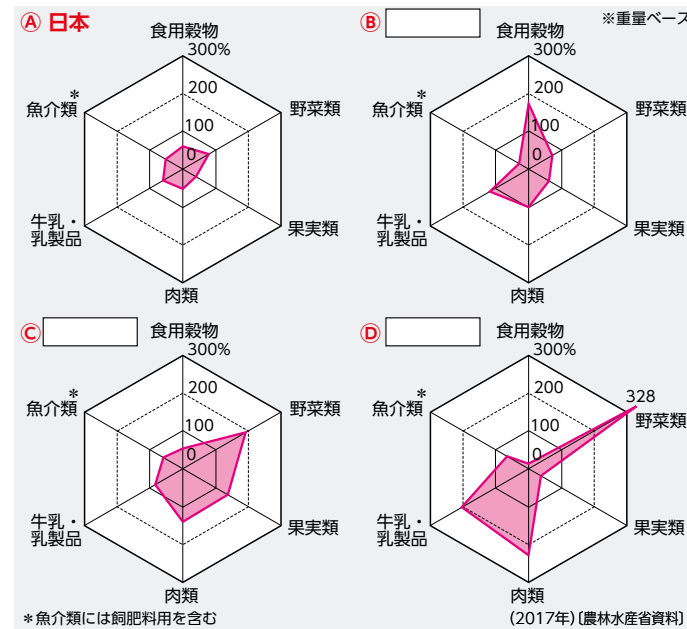 Ⓐ 日本
食用穀物
300%
200
100
0
野菜類
果実類
肉類
牛乳・
乳製品
魚介類*
Ⓑ
※重量ベース
食用穀物
300%
200
100
0
野菜類
果実類
肉類
牛乳・
乳製品
魚介類*
Ⓒ
食用穀物
300%
200
100
0
野菜類
果実類
肉類
牛乳・
乳製品
魚介類*
Ⓓ
食用穀物
300%
200
100
0
328
野菜類
果実類
肉類
牛乳・
乳製品
魚介類*
*魚介類には飼肥料用を含む
(2017年)〔農林水産省資料〕